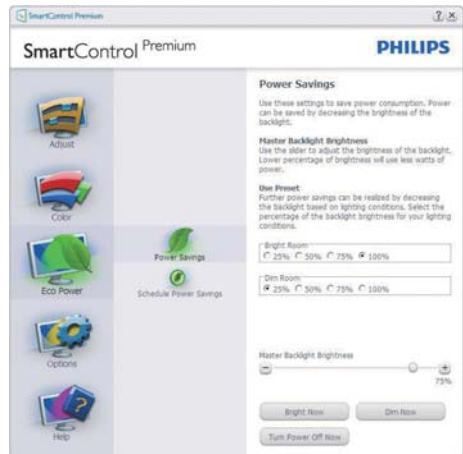 SmartControl Premium
SmartControl Premium
PHILIPS
Adjust
Color
Eco Power
Options
Help
Power Savings
Schedule Power Savings
Power Savings
Use these settings to save power consumption. Power
can be saved by decreasing the brightness of the
backlight.
Master Backlight Brightness
Use the slider to adjust the brightness of the backlight.
Lower percentage of brightness will use less watts of
power.
Use Preset
Further power savings can be realized by decreasing
the backlight based on lighting conditions. Select the
percentage of the backlight brightness for your lighting
conditions.
Bright Room
25% 50% 75% 100%
Dim Room
25% 50% 75% 100%
Master Backlight Brightness
75%
Bright Now Dim Now
Turn Power Off Now